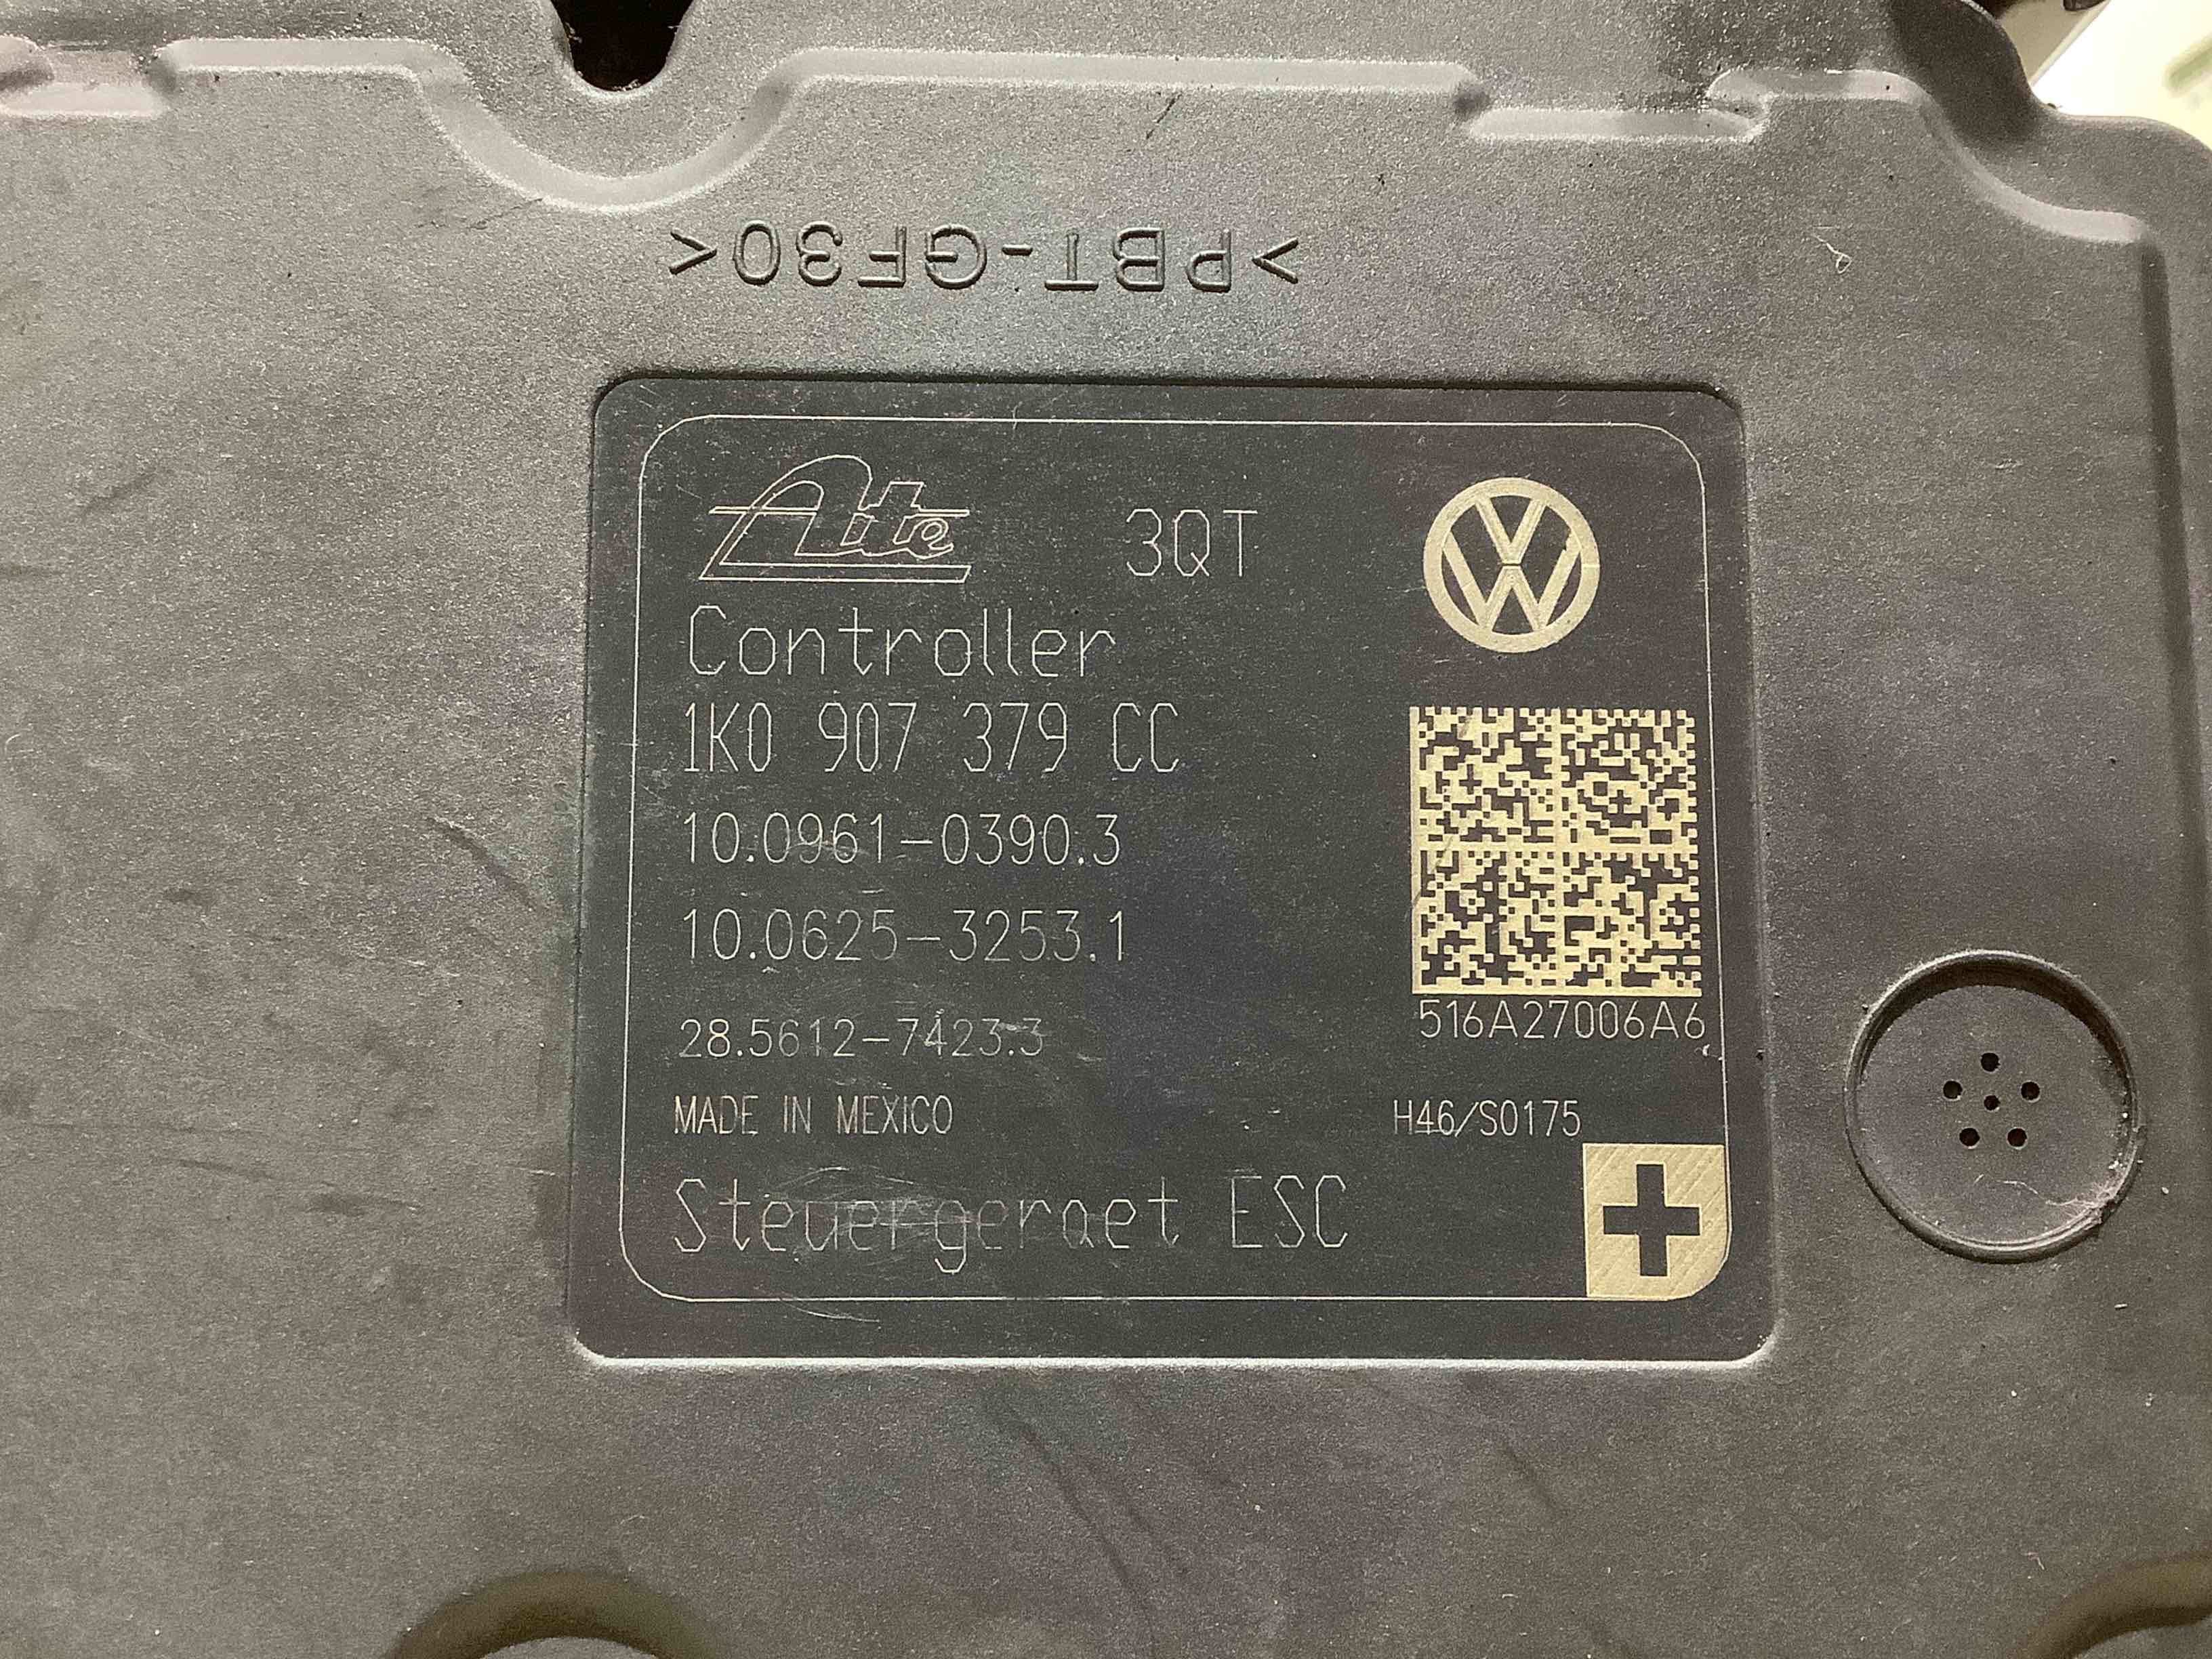 >PBT-GF30<
Ate 3QT
Controller
1K0 907 379 CC
10.0961-0390.3
10.0625-3253.1
28.5612-7423.3
516A27006A6
MADE IN MEXICO
H46/S0175
Steuergeraet ESC